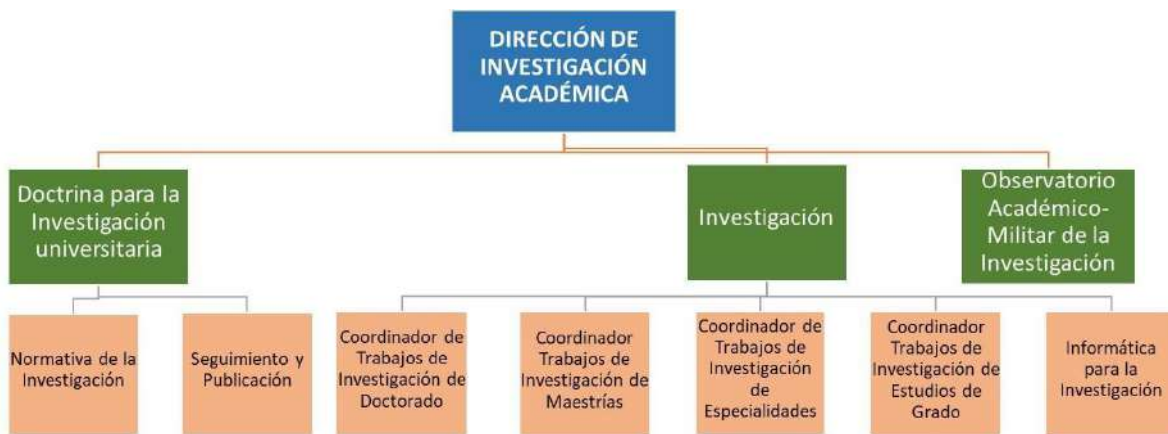 DIRECCIÓN DE
INVESTIGACIÓN
ACADÉMICA
Doctrina para la
Investigación
universitaria
Investigación
Observatorio
Académico-
Militar de la
Investigación
Normativa de la
Investigación
Seguimiento y
Publicación
Coordinador de
Trabajos de
Investigación de
Doctorado
Coordinador
Trabajos de
Investigación de
Maestrías
Coordinador de
Trabajos de
Investigación
de
Especialidades
Coordinador
Trabajos de
Investigación de
Estudios de
Grado
Informática
para la
Investigación